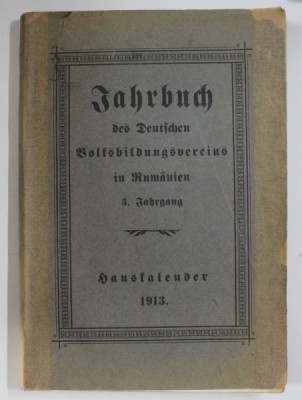 Jahrbuch
des Deutschen
Volksbildungsvereins
in Rumänien
3. Jahrgang
Hauskalender
1913.